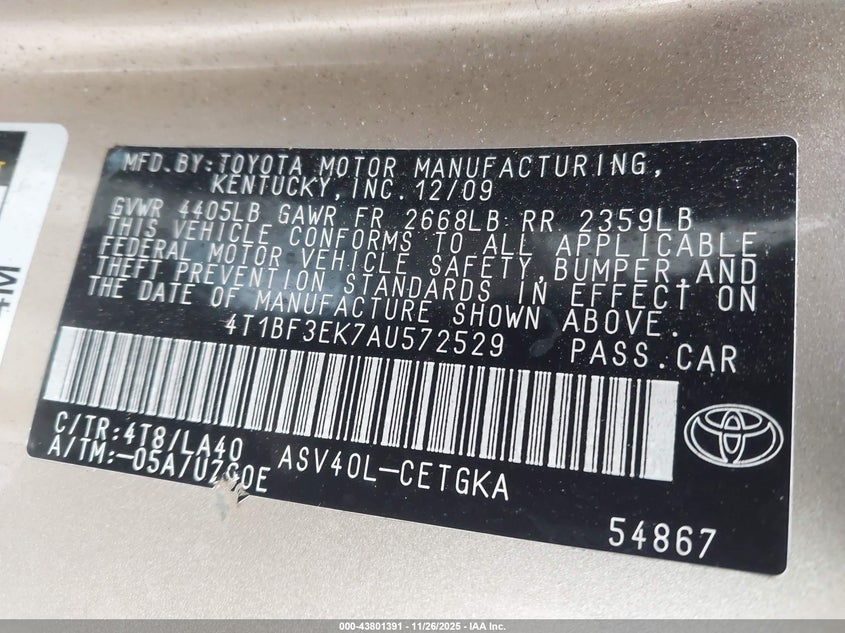 MFD.BY:TOYOTA MOTOR MANUFACTURING,
KENTUCKY,INC.12/09
GVWR 4405LB GAWR FR 2668LB RR 2359LB
THIS VEHICLE CONFORMS TO ALL APPLICABLE
FEDERAL MOTOR VEHICLE SAFETY,BUMPER,AND
THEFT PREVENTION STANDARDS IN EFFECT ON
THE DATE OF MANUFACTURE SHOWN ABOVE.
4T1BF3EK7AU572529 PASS.CAR
C/TR:4T8/LA40
A/TM:-05A/
ASV40L-CETGKA
54867
000-43801391 - 11/26/2025 - IAA Inc.